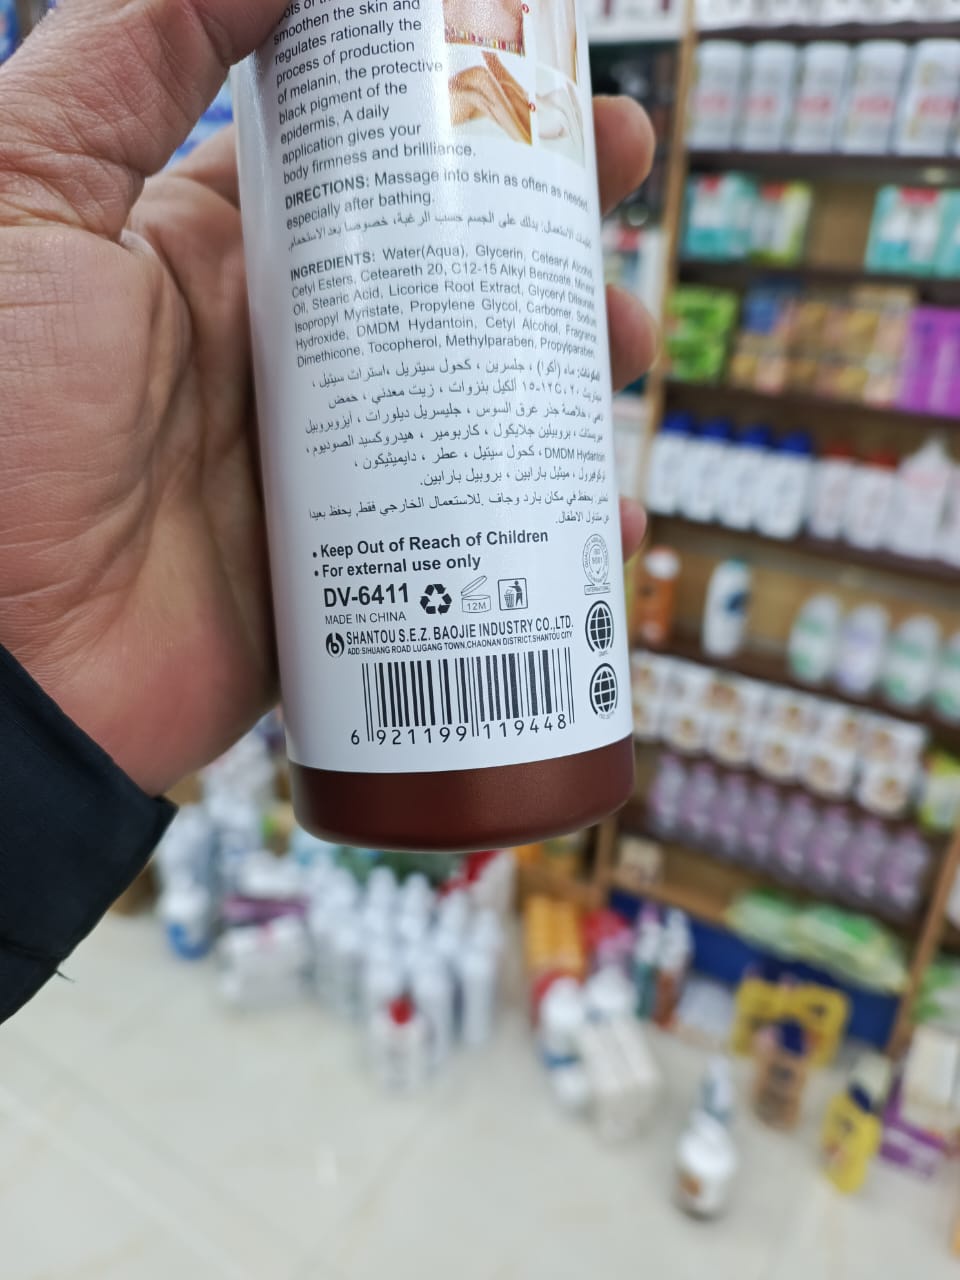 smoothen the skin and
regulates rationally the
process of production
of melanin, the protective
black pigment of the
epidermis, A daily
application gives your
body firmness and brillliance.
DIRECTIONS: Massage into skin as often as needed,
especially after bathing.
تعليمات الاستعمال: يدلك على الجسم حسب الرغبة، خصوصا بعد الاستحمام.
INGREDIENTS: Water(Aqua), Glycerin, Cetearyl Alcohol,
Cetyl Esters, Ceteareth 20, C12-15 Alkyl Benzoate, Mineral
Oil, Stearic Acid, Licorice Root Extract, Glyceryl Dilaurate,
Isopropyl Myristate, Propylene Glycol, Carbomer, Sodium
Hydroxide, DMDM Hydantoin, Cetyl Alcohol, Fragrance,
Dimethicone, Tocopherol, Methylparaben, Propylparaben.
المكونات: ماء (أكوا) ، جلسرين ، كحول سيتريل ،استرات سيتيل ،
١٥-١٢C ،٢٠ ألكيل بنزوات ، زيت معدني ، حمض
خلاصة جذر عرق السوس ، جليسريل ديلورات ، أيزوبروبيل
، بروبيلين جلايكول ، كاربومير ، هيدروكسيد الصوديوم ،
DMDM Hydantoin، كحول سيتيل ، عطر ، دايميثيكون ،
توكوفيرول ، ميثيل بارابين ، بروبيل بارابين.
تحذير: يحفظ في مكان بارد وجاف .للاستعمال الخارجي فقط, يحفظ بعيدا
عن متناول الاطفال.
• Keep Out of Reach of Children
• For external use only
DV-6411
12M
MADE IN CHINA
SHANTOU S.E.Z. BAOJIE INDUSTRY CO.,LTD.
ADD:SIHUANG ROAD LUGANG TOWN,CHAONAN DISTRICT,SHANTOU CITY
6 921199 119448